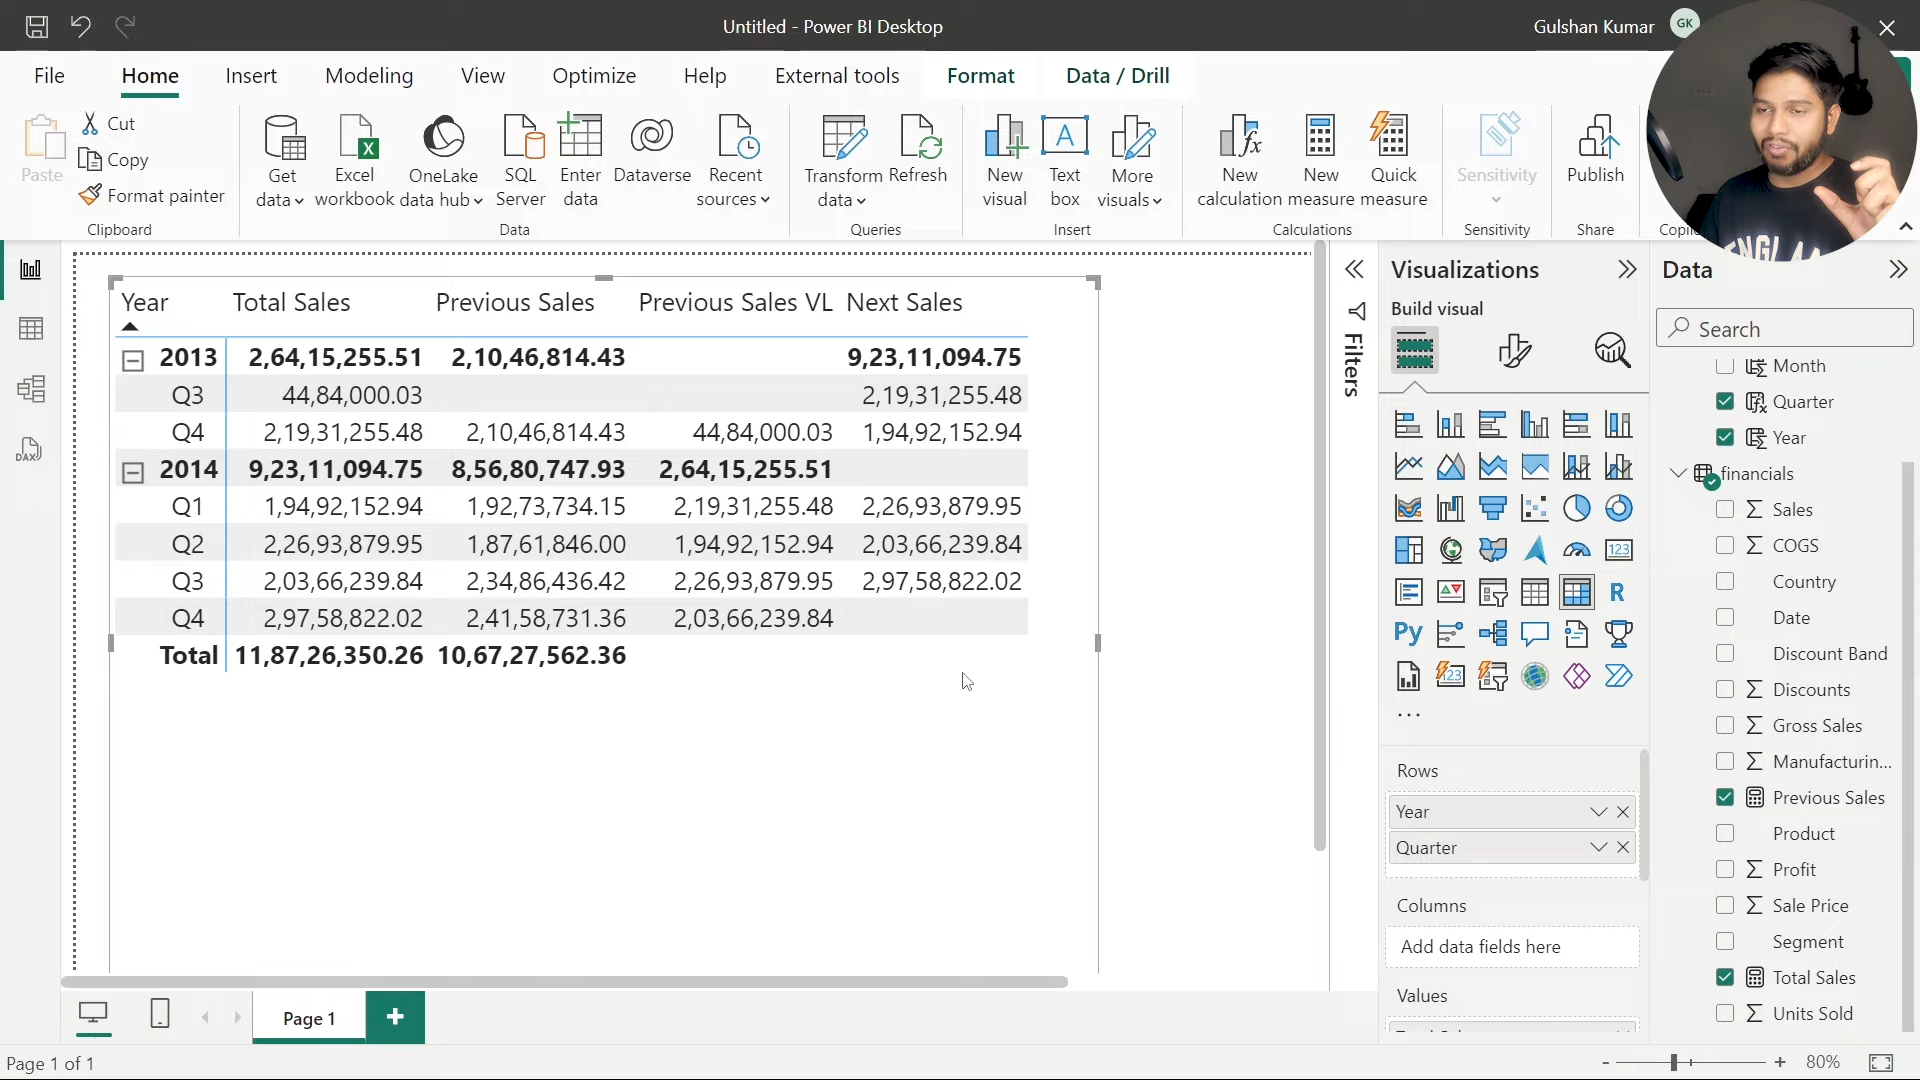 Untitled - Power BI Desktop
Gulshan Kumar
GK
File Home Insert Modeling View Optimize Help External tools Format Data / Drill
Paste
Cut
Copy
Format painter
Clipboard
Get data
Excel workbook
OneLake data hub
SQL Server
Enter data
Dataverse
Recent sources
Data
Transform data
Refresh
Queries
New visual
Text box
More visuals
Insert
New calculation
New measure
Quick measure
Calculations
Sensitivity
Sensitivity
Publish
Share
ENGLA
Year Total Sales Previous Sales Previous Sales VL Next Sales
2013 2,64,15,255.51 2,10,46,814.43 9,23,11,094.75
Q3 44,84,000.03 2,19,31,255.48
Q4 2,19,31,255.48 2,10,46,814.43 44,84,000.03 1,94,92,152.94
2014 9,23,11,094.75 8,56,80,747.93 2,64,15,255.51
Q1 1,94,92,152.94 1,92,73,734.15 2,19,31,255.48 2,26,93,879.95
Q2 2,26,93,879.95 1,87,61,846.00 1,94,92,152.94 2,03,66,239.84
Q3 2,03,66,239.84 2,34,86,436.42 2,26,93,879.95 2,97,58,822.02
Q4 2,97,58,822.02 2,41,58,731.36 2,03,66,239.84
Total 11,87,26,350.26 10,67,27,562.36
DAX
Filters
Visualizations
Build visual
123
R
Py
123
...
Rows
Year
Quarter
Columns
Add data fields here
Values
Data
Search
Month
Quarter
Year
financials
Sales
COGS
Country
Date
Discount Band
Discounts
Gross Sales
Manufacturin...
Previous Sales
Product
Profit
Sale Price
Segment
Total Sales
Units Sold
Page 1
Page 1 of 1
- + 80%